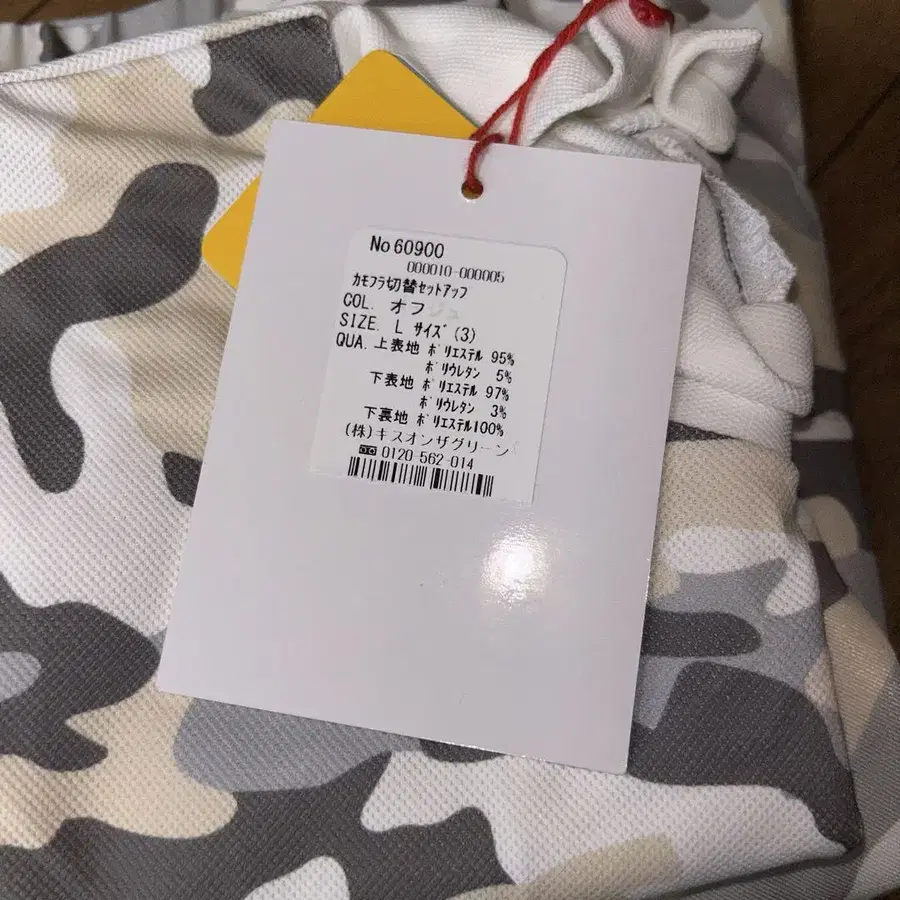 No 60900
000010-000005
ｶﾓﾌﾗ切替ｾｯﾄｱｯﾌﾟ
COL. オフ
SIZE. L ｻｲｽﾞ(3)
QUA. 上表地 ﾎﾟﾘｴｽﾃﾙ 95%
ﾎﾟﾘｳﾚﾀﾝ 5%
下表地 ﾎﾟﾘｴｽﾃﾙ 97%
ﾎﾟﾘｳﾚﾀﾝ 3%
下裏地 ﾎﾟﾘｴｽﾃﾙ100%
(株)キスオンザグリーン
0120-562-014